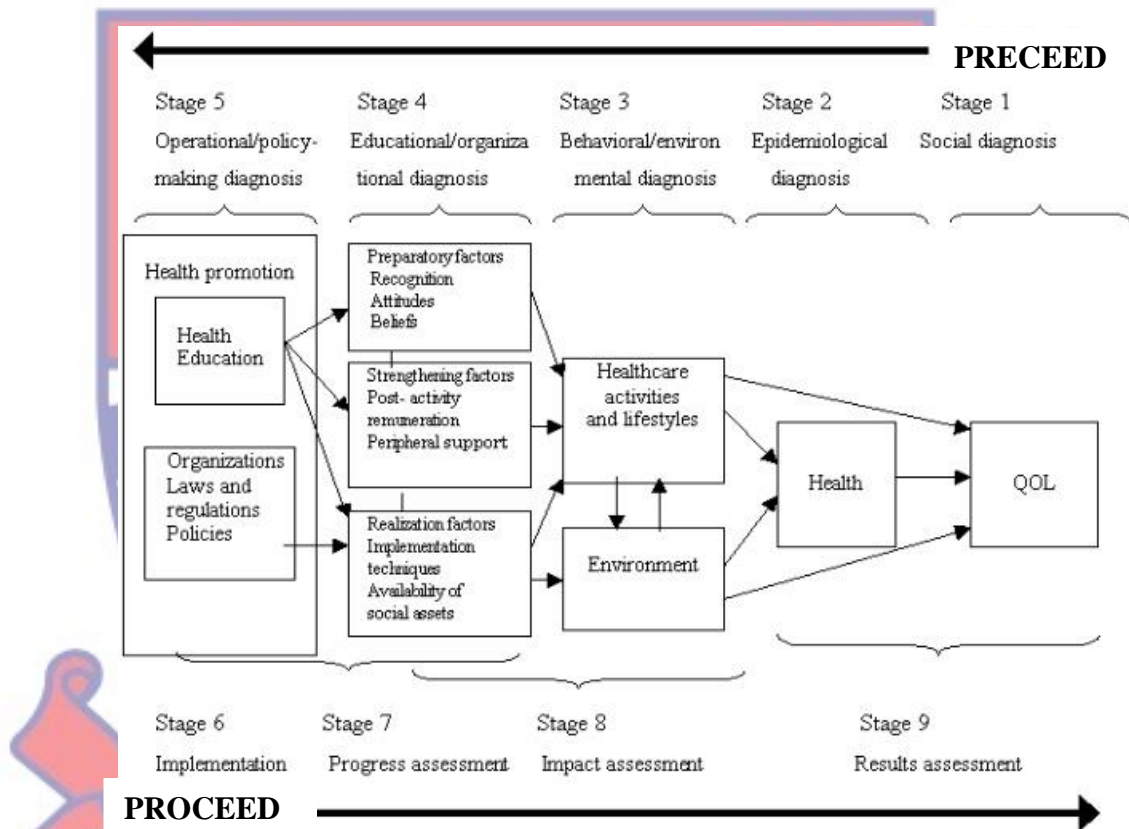 PRECEED
Stage 5
Operational/policy-
making diagnosis
Stage 4
Educational/organiza
tional diagnosis
Stage 3
Behavioral/environ
mental diagnosis
Stage 2
Epidemiological
diagnosis
Stage 1
Social diagnosis
Health promotion
Health
Education
Organizations
Laws and
regulations
Policies
Preparatory factors
Recognition
Attitudes
Beliefs
Strengthening factors
Post- activity
remuneration
Peripheral support
Realization factors
Implementation
techniques
Availability of
social assets
Healthcare
activities
and lifestyles
Environment
Health
QOL
Stage 6
Implementation
Stage 7
Progress assessment
Stage 8
Impact assessment
Stage 9
Results assessment
PROCEED